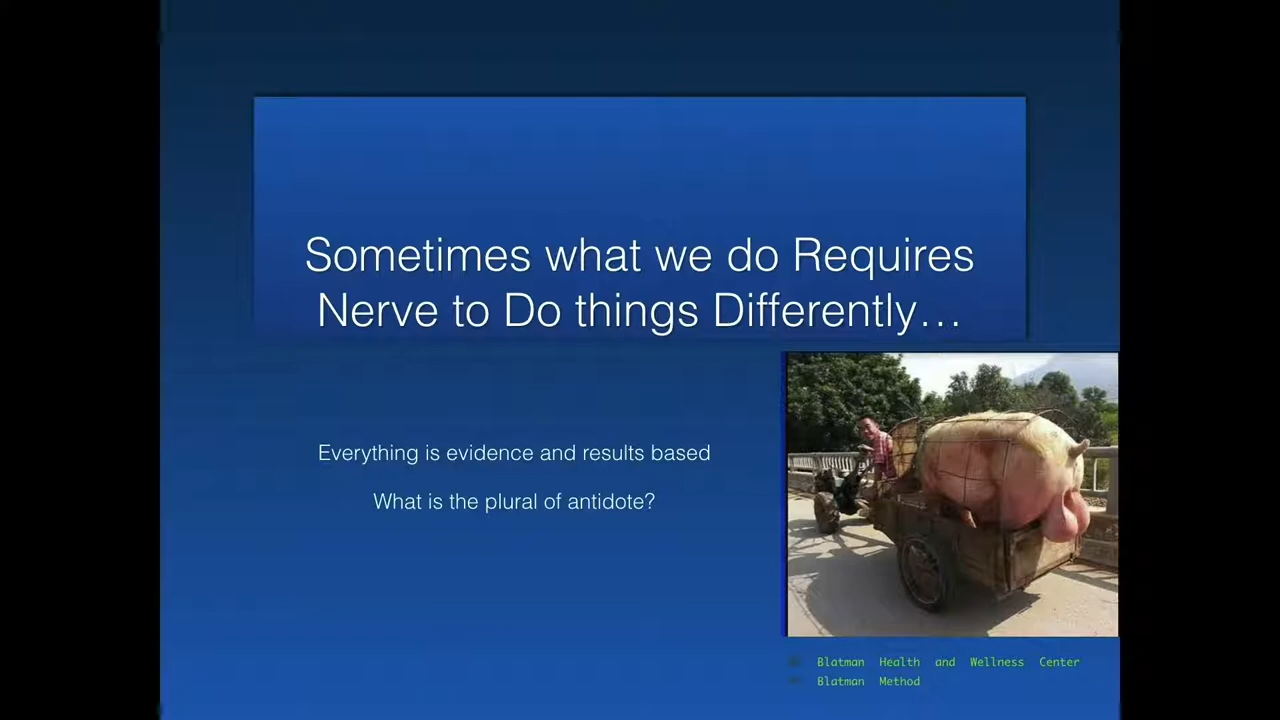 Sometimes what we do Requires
Nerve to Do things Differently…
Everything is evidence and results based
What is the plural of antidote?
Blatman Health and Wellness Center
Blatman Method